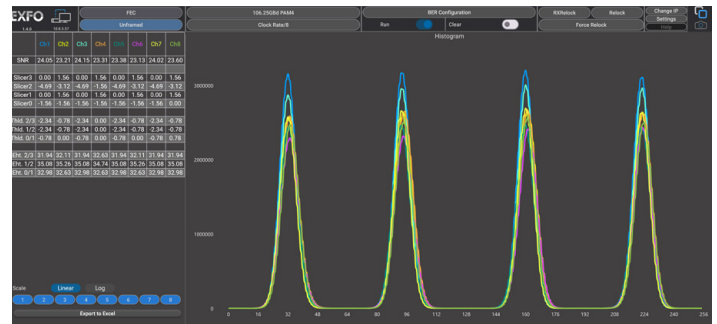 EXFO
1.4.0
FEC
Unframed
106.25GBd PAM4
Clock Rate/8
BER Configuration
Run
Clear
RXRelock
Relock
Force Relock
Change IP
Settings
Help
Ch1 Ch2 Ch3 Ch4 Ch5 Ch6 Ch7 Ch8
SNR 24.05 23.21 24.15 23.31 23.38 23.13 24.02 23.60
Slicer3 0.00 1.56 0.00 1.56 0.00 1.56 0.00 1.56
Slicer2 -4.69 -3.12 -4.69 -1.56 -4.69 -3.12 -4.69 -3.12
Slicer1 0.00 1.56 0.00 1.56 0.00 1.56 0.00 1.56
Slicer0 -1.56 -1.56 -1.56 -1.56 -1.56 -1.56 -1.56 0.00
Thld. 2/3 -2.34 -0.78 -2.34 0.00 -2.34 -0.78 -2.34 -0.78
Thld. 1/2 -2.34 -0.78 -2.34 0.00 -2.34 -0.78 -2.34 -0.78
Thld. 0/1 -0.78 0.00 -0.78 0.00 -0.78 0.00 -0.78 0.78
Eht. 2/3 31.94 32.11 31.94 32.63 31.94 32.11 31.94 31.94
Eht. 1/2 35.08 35.26 35.08 34.74 35.08 35.26 35.08 35.08
Eht. 0/1 32.98 32.63 32.98 32.98 32.98 32.63 32.98 32.98
Scale
Linear
Log
1 2 3 4 5 6 7 8
Export to Excel
Histogram
3000000
2000000
1000000
0
0 16 32 48 64 80 96 112 128 144 160 176 192 208 224 240 256